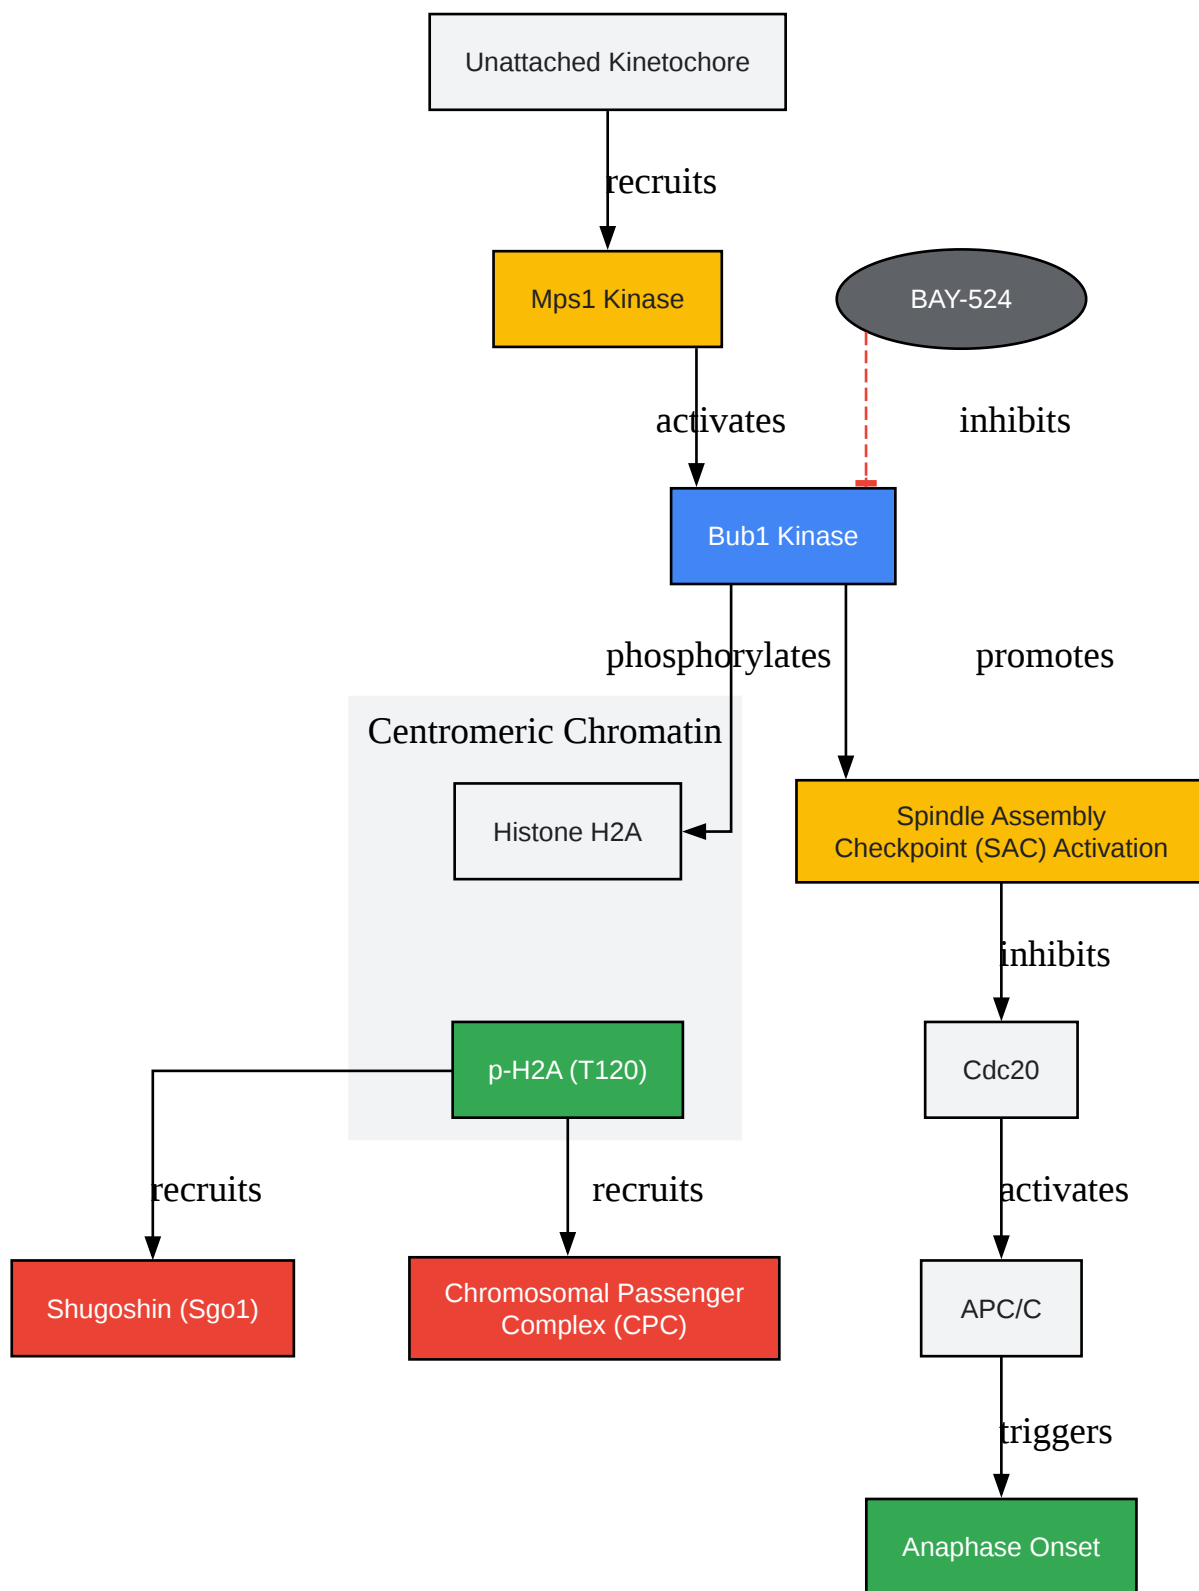 Unattached Kinetochore
recruits
Mps1 Kinase
BAY-524
activates
inhibits
Bub1 Kinase
phosphorylates
promotes
Centromeric Chromatin
Histone H2A
Spindle Assembly
Checkpoint (SAC) Activation
inhibits
p-H2A (T120)
Cdc20
recruits
recruits
activates
Shugoshin (Sgo1)
Chromosomal Passenger
Complex (CPC)
APC/C
triggers
Anaphase Onset